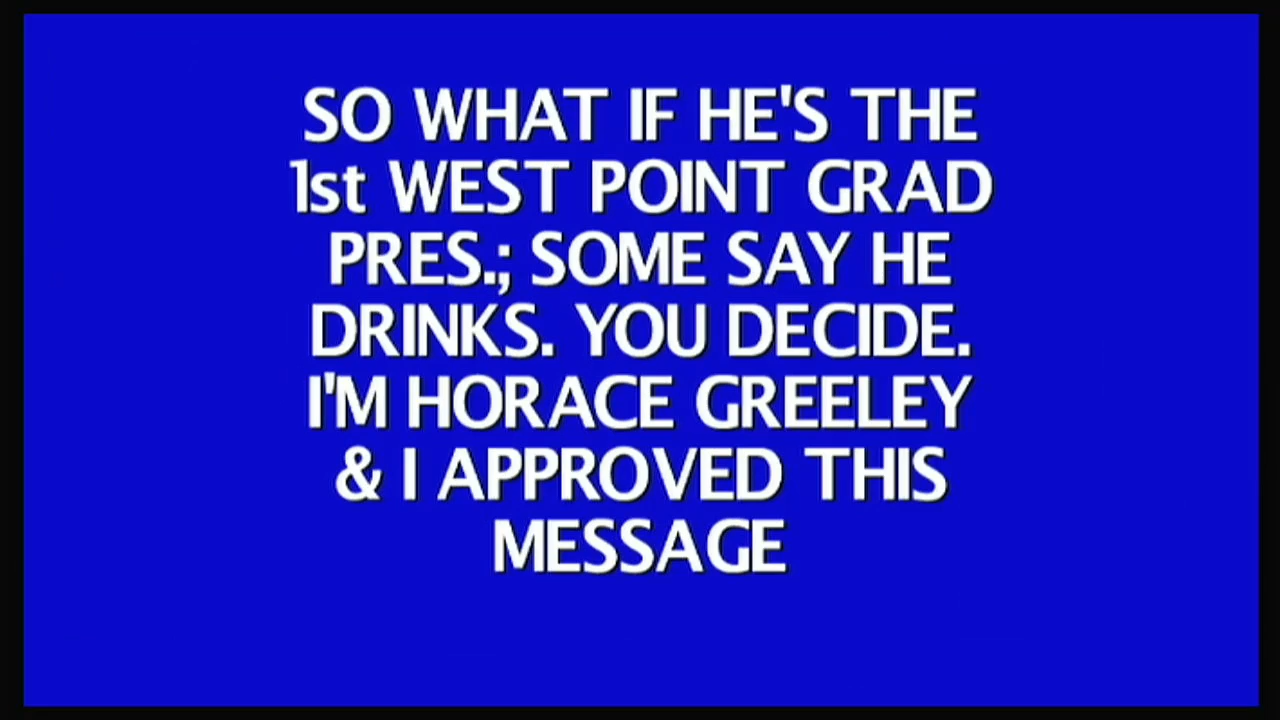 SO WHAT IF HE'S THE
1st WEST POINT GRAD
PRES.; SOME SAY HE
DRINKS. YOU DECIDE.
I'M HORACE GREELEY
& I APPROVED THIS
MESSAGE